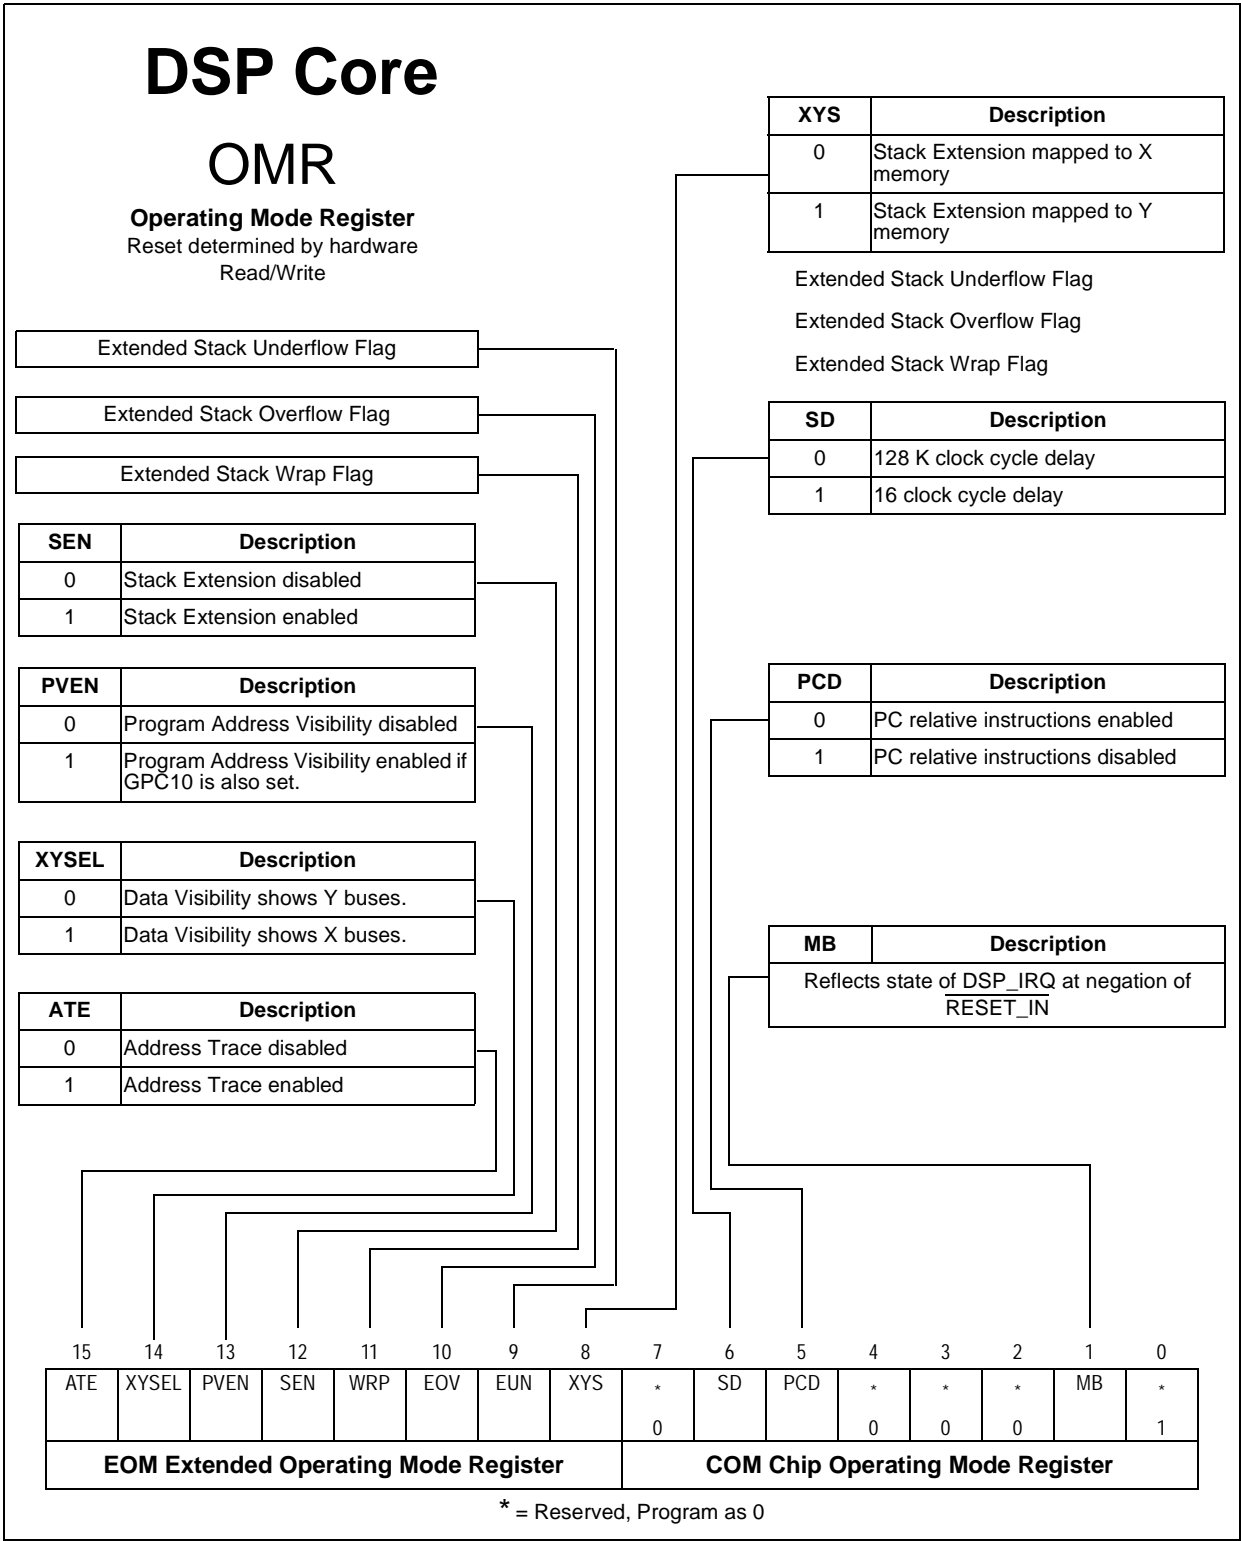 DSP Core
OMR
Operating Mode Register
Reset determined by hardware
Read/Write
Extended Stack Underflow Flag
Extended Stack Overflow Flag
Extended Stack Wrap Flag
SEN Description
0 Stack Extension disabled
1 Stack Extension enabled
PVEN Description
0 Program Address Visibility disabled
1 Program Address Visibility enabled if
GPC10 is also set.
XYSEL Description
0 Data Visibility shows Y buses.
1 Data Visibility shows X buses.
ATE Description
0 Address Trace disabled
1 Address Trace enabled
XYS Description
0 Stack Extension mapped to X
memory
1 Stack Extension mapped to Y
memory
Extended Stack Underflow Flag
Extended Stack Overflow Flag
Extended Stack Wrap Flag
SD Description
0 128 K clock cycle delay
1 16 clock cycle delay
PCD Description
0 PC relative instructions enabled
1 PC relative instructions disabled
MB Description
Reflects state of DSP_IRQ at negation of
RESET_IN
15 14 13 12 11 10 9 8 7 6 5 4 3 2 1 0
ATE XYSEL PVEN SEN WRP EOV EUN XYS * SD PCD * * * MB *
0 0 0 0 1
EOM Extended Operating Mode Register COM Chip Operating Mode Register
* = Reserved, Program as 0